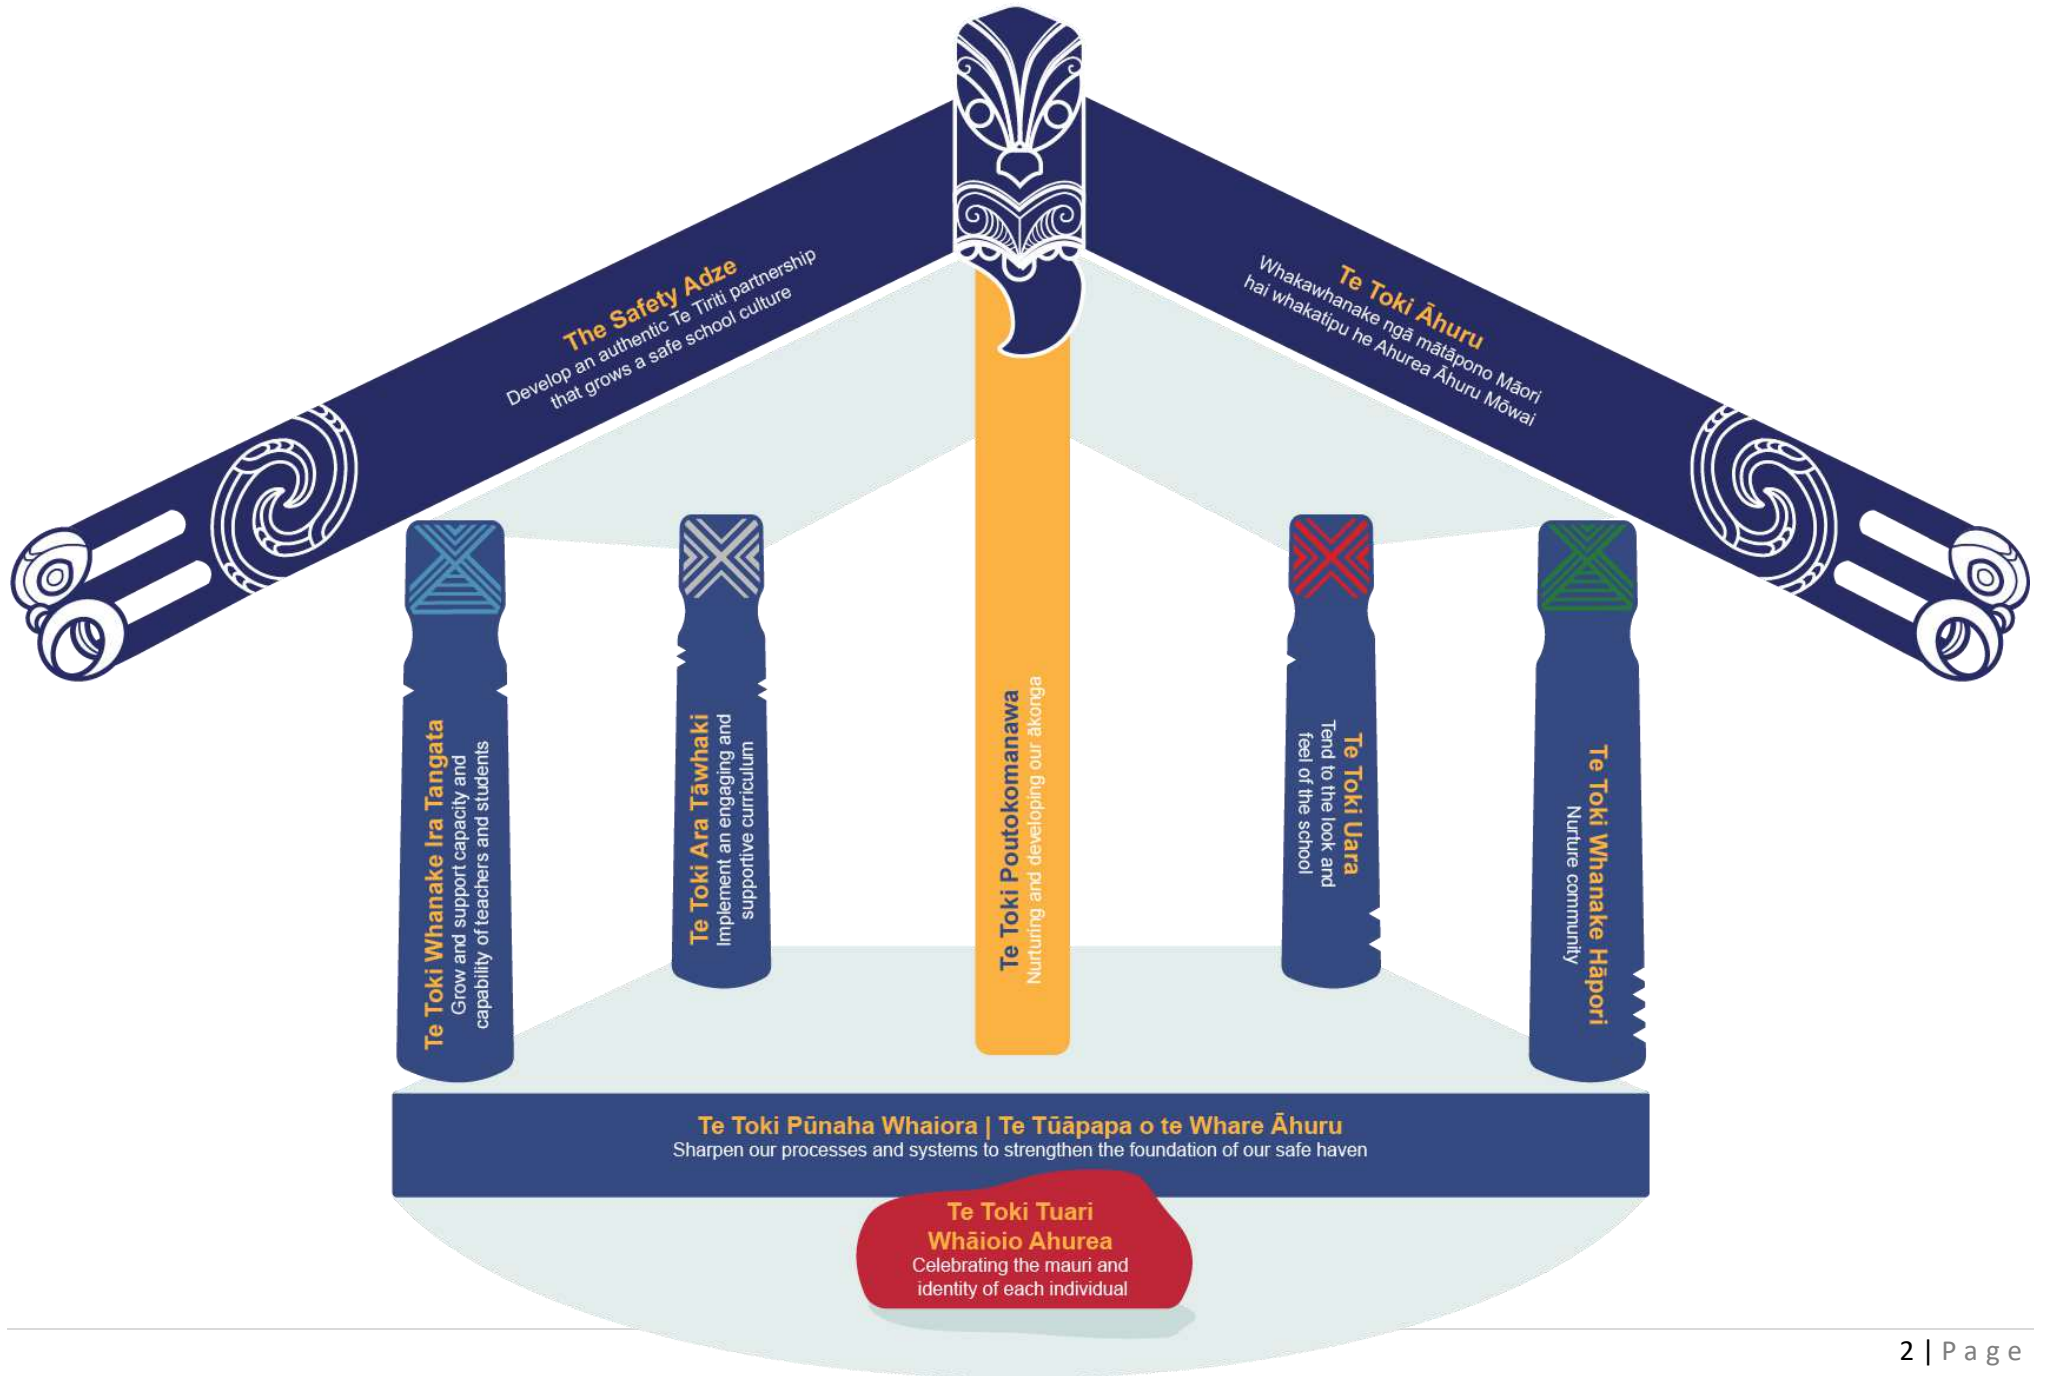 The Safety Adze
Develop an authentic Te Tiriti partnership
that grows a safe school culture
Te Toki Āhuru
Whakawhanake ngā mātāpono Māori
hai whakatipu he Ahurea Āhuru Mōwai
Te Toki Whanake Ira Tangata
Grow and support capacity and
capability of teachers and students
Te Toki Ara Tāwhaki
Implement an engaging and
supportive curriculum
Te Toki Poutokomanawa
Nurturing and developing our ākonga
Te Toki Uara
Tend to the look and
feel of the school
Te Toki Whanake Hāpori
Nurture community
Te Toki Pūnaha Whaiora | Te Tūāpapa o te Whare Āhuru
Sharpen our processes and systems to strengthen the foundation of our safe haven
Te Toki Tuari
Whāioio Ahurea
Celebrating the mauri and
identity of each individual
2 | Page